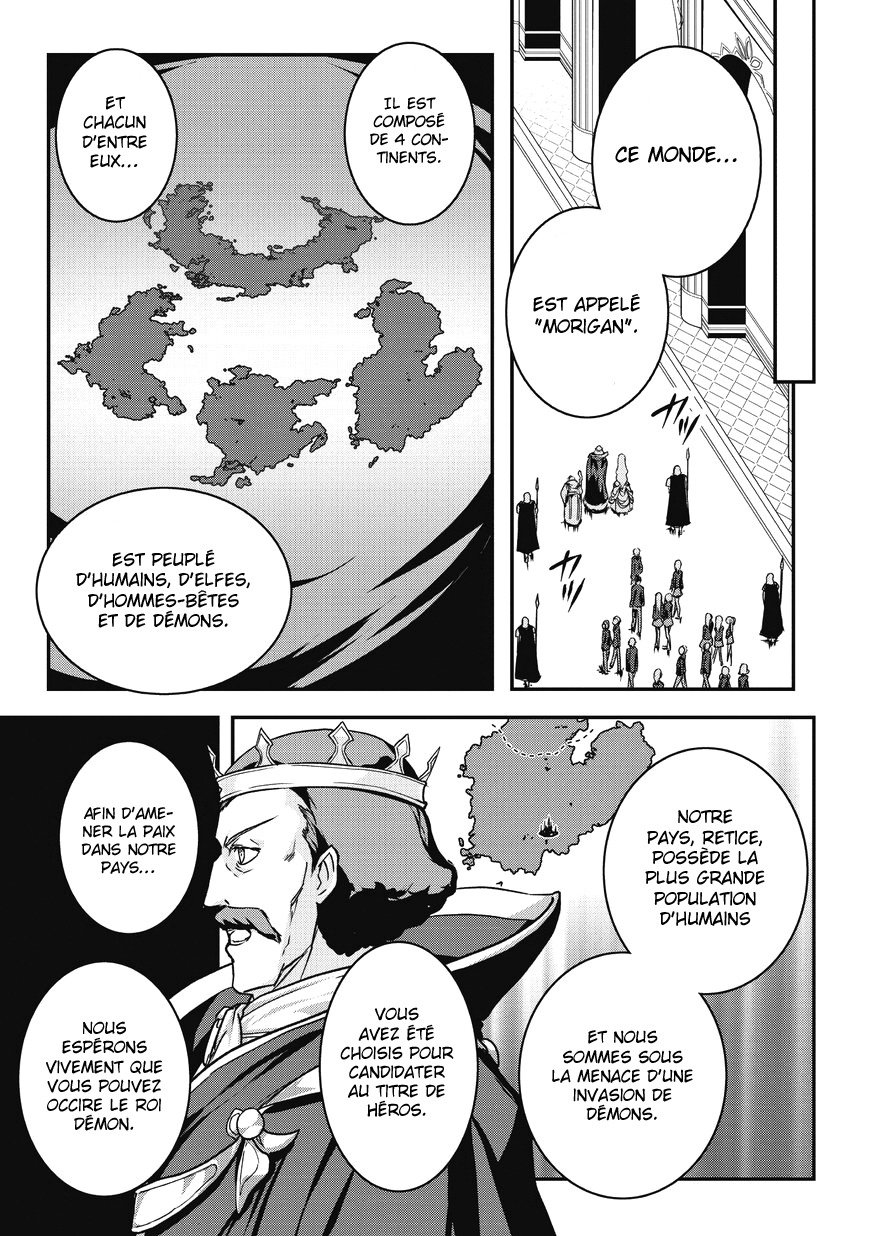 CE MONDE...
EST APPELÉ
"MORIGAN".
IL EST
COMPOSÉ
DE 4 CON-
TINENTS.
ET
CHACUN
D'ENTRE
EUX...
EST PEUPLÉ
D'HUMAINS, D'ELFES,
D'HOMMES-BÊTES
ET DE DÉMONS.
NOTRE
PAYS, RETICE,
POSSÈDE LA
PLUS GRANDE
POPULATION
D'HUMAINS
ET NOUS
SOMMES SOUS
LA MENACE D'UNE
INVASION DE
DÉMONS.
VOUS
AVEZ ÉTÉ
CHOISIS POUR
CANDIDATER
AU TITRE DE
HÉROS.
AFIN D'AME-
NER LA PAIX
DANS NOTRE
PAYS...
NOUS
ESPÉRONS
VIVEMENT QUE
VOUS POUVEZ
OCCIRE LE ROI
DÉMON.